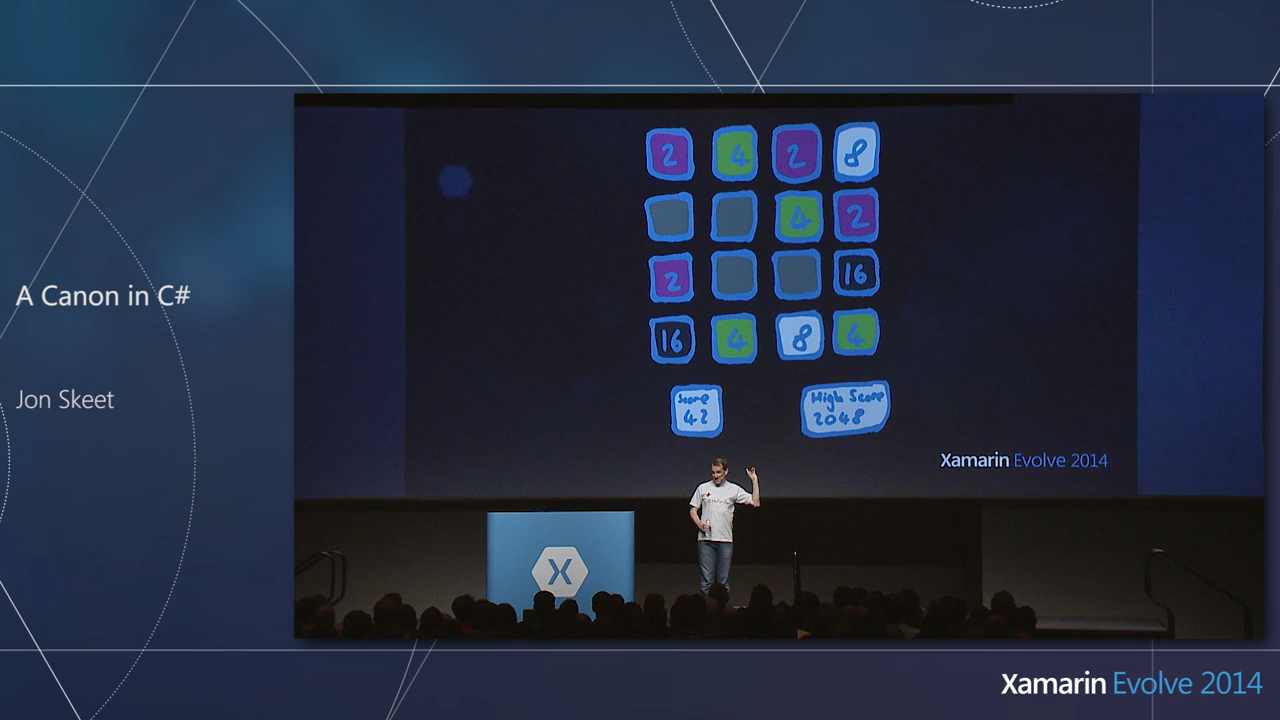 2 4 2 8
4 2
2 16
16 4 8 4
Score
42
High Score
2048
Xamarin Evolve 2014
A Canon in C#
Jon Skeet
X
Xamarin Evolve 2014